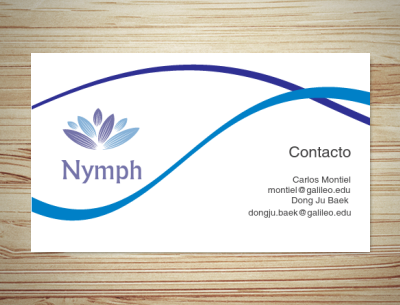 Nymph
Contacto
Carlos Montiel
montiel@galileo.edu
Dong Ju Baek
dongju.baek@galileo.edu